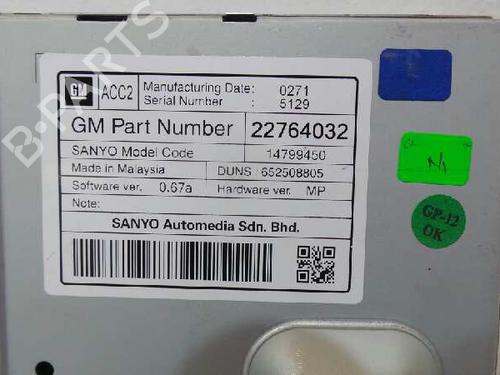 GM ACC2 Manufacturing Date: 0271
Serial Number : 5129
GM Part Number 22764032
SANYO Model Code 14799450
Made in Malaysia DUNS 652508805
Software ver. 0.67a Hardware ver. MP
Note:
SANYO Automedia Sdn. Bhd.
GP-12
OK
B-PARTS